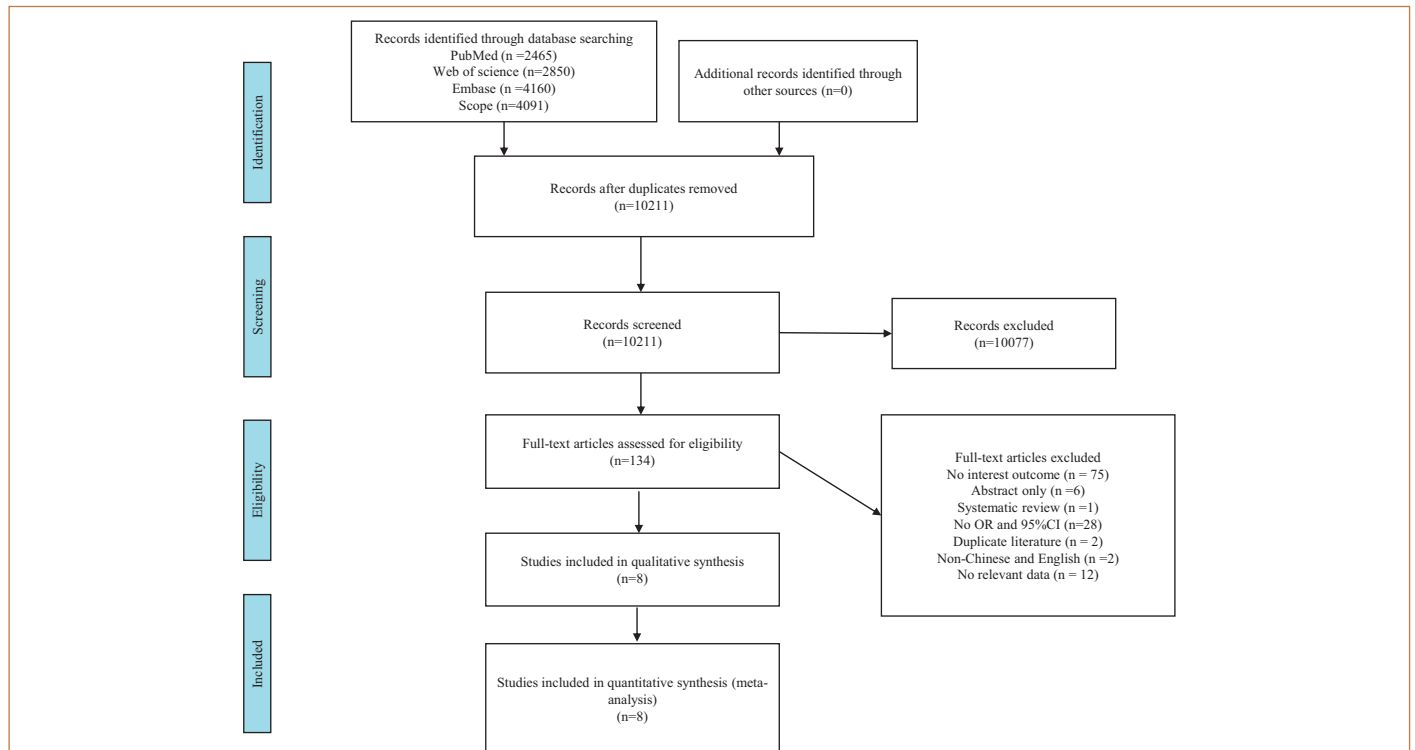 Records identified through database searching
PubMed (n =2465)
Web of science (n=2850)
Embase (n =4160)
Scope (n=4091)
Additional records identified through
other sources (n=0)
Identification
Records after duplicates removed
(n=10211)
Screening
Records screened
(n=10211)
Records excluded
(n=10077)
Eligibility
Full-text articles assessed for eligibility
(n=134)
Full-text articles excluded
No interest outcome (n = 75)
Abstract only (n =6)
Systematic review (n =1)
No OR and 95%CI (n=28)
Duplicate literature (n = 2)
Non-Chinese and English (n =2)
No relevant data (n = 12)
Studies included in qualitative synthesis
(n=8)
Included
Studies included in quantitative synthesis (meta-
analysis)
(n=8)